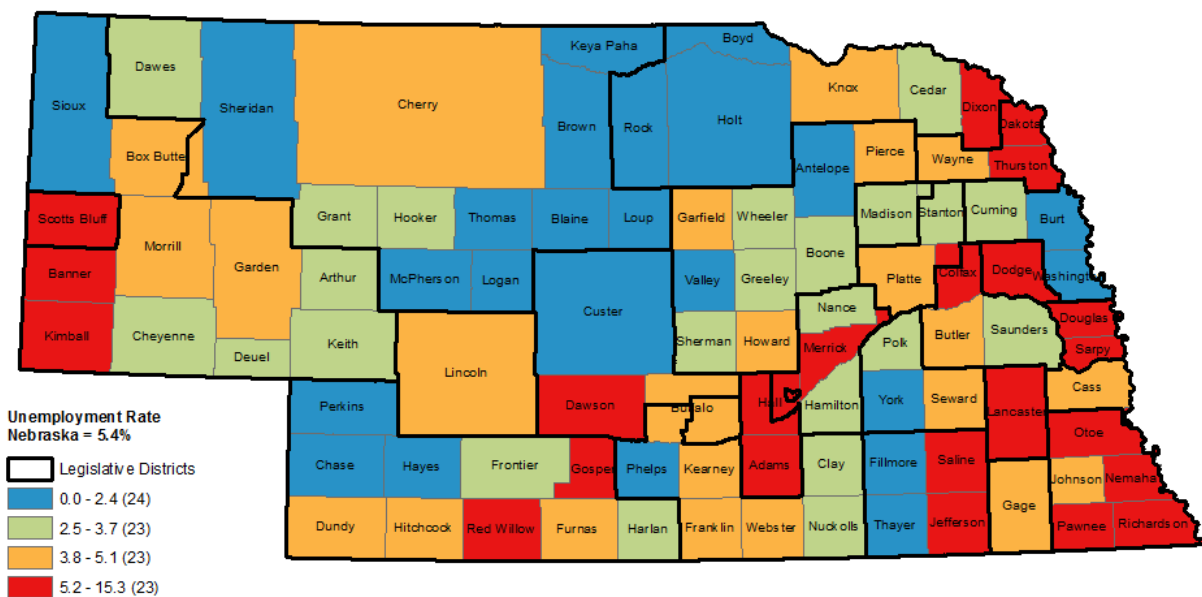 Keya Paha
Boyd
Dawes
Knox
Cedar
Sioux
Sheridan
Cherry
Dixon
Dakota
Brown
Rock
Holt
Box Butte
Pierce
Wayne
Thurston
Antelope
Scotts Bluff
Grant
Hooker
Thomas
Blaine
Loup
Garfield
Wheeler
Madison
Stanton
Cuming
Burt
Morrill
Boone
Banner
Garden
Arthur
McPherson
Logan
Valley
Greeley
Platte
Colfax
Dodge
Washington
Custer
Nance
Douglas
Kimball
Cheyenne
Keith
Sherman
Howard
Merrick
Polk
Butler
Saunders
Deuel
Sarpy
Lincoln
Cass
Perkins
Dawson
Buffalo
Hall
Hamilton
York
Seward
Lancaster
Otoe
Chase
Hayes
Frontier
Gosper
Phelps
Kearney
Adams
Clay
Fillmore
Saline
Johnson
Nemaha
Gage
Dundy
Hitchcock
Red Willow
Furnas
Harlan
Franklin
Webster
Nuckolls
Thayer
Jefferson
Pawnee
Richardson
Unemployment Rate
Nebraska = 5.4%
Legislative Districts
0.0 - 2.4 (24)
2.5 - 3.7 (23)
3.8 - 5.1 (23)
5.2 - 15.3 (23)